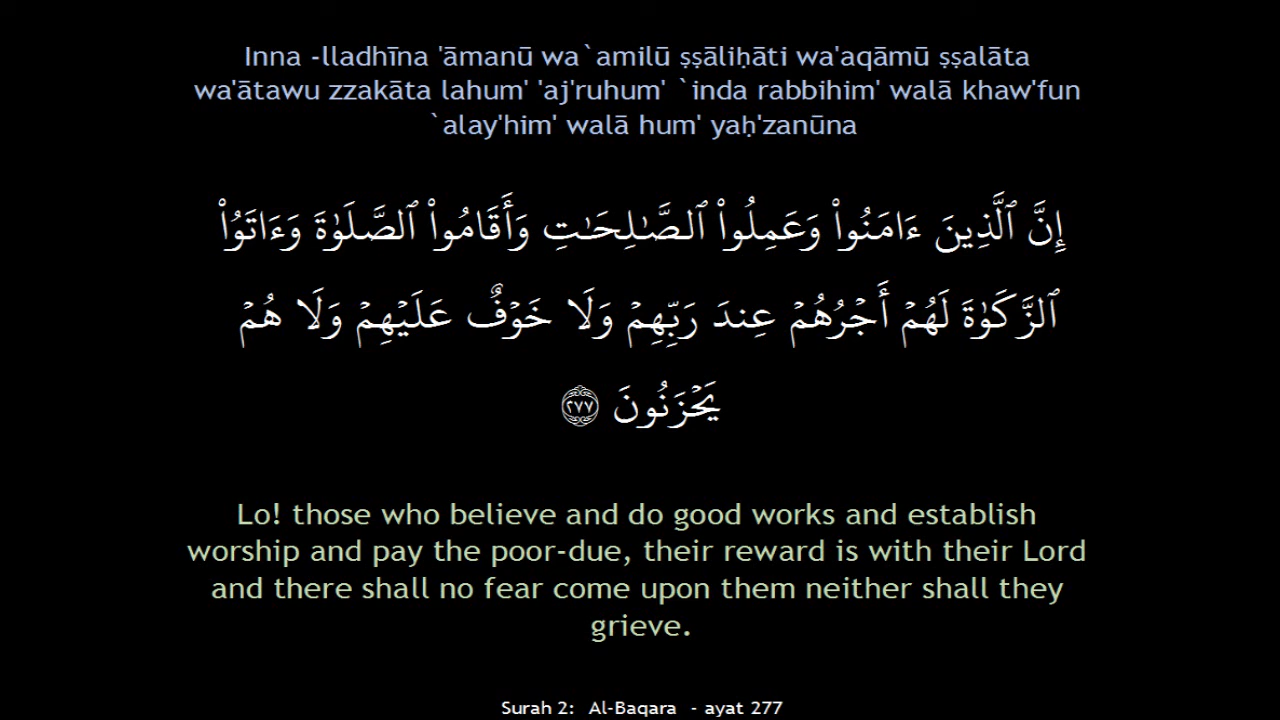 Inna -lladhīna 'āmanū wa`amilū ṣṣāliḥāti wa'aqāmū ṣṣalāta
wa'ātawu zzakāta lahum' 'aj'ruhum' `inda rabbihim' walā khaw'fun
`alay'him' walā hum' yaḥ'zanūna
إِنَّ ٱلَّذِينَ ءَامَنُوا۟ وَعَمِلُوا۟ ٱلصَّـٰلِحَـٰتِ وَأَقَامُوا۟ ٱلصَّلَوٰةَ وَءَاتَوُا۟
ٱلزَّكَوٰةَ لَهُمْ أَجْرُهُمْ عِندَ رَبِّهِمْ وَلَا خَوْفٌ عَلَيْهِمْ وَلَا هُمْ
يَحْزَنُونَ ٢٧٧
Lo! those who believe and do good works and establish
worship and pay the poor-due, their reward is with their Lord
and there shall no fear come upon them neither shall they
grieve.
Surah 2: Al-Baqara - ayat 277